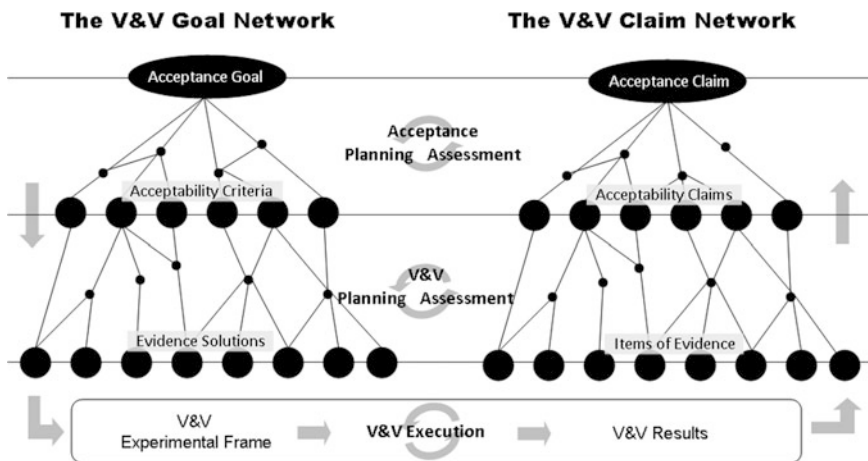 The V&V Goal Network
The V&V Claim Network
Acceptance Goal
Acceptance Claim
Acceptance
Planning Assessment
Acceptability Criteria
Acceptability Claims
V&V
Planning Assessment
Evidence Solutions
Items of Evidence
V&V
Experimental Frame
V&V Execution
V&V Results